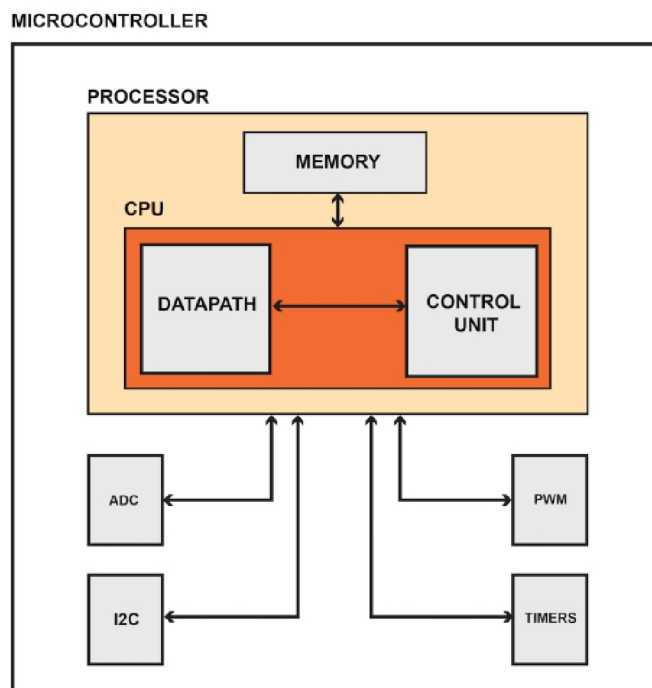 MICROCONTROLLER
PROCESSOR
MEMORY
CPU
DATAPATH
CONTROL
UNIT
ADC
PWM
I2C
TIMERS